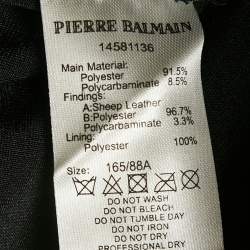 PIERRE BALMAIN
14581136
Main Material:
Polyester 91.5%
Polycarbaminate 8.5%
Findings:
A:Sheep Leather
B:Polyester 96.7%
Polycarbaminate 3.3%
Lining:
Polyester 100%
Size: 165/88A
DO NOT WASH
DO NOT BLEACH
DO NOT TUMBLE DAY
DO NOT IRON
DO NOT DRY
PROFESSIONAL DRY